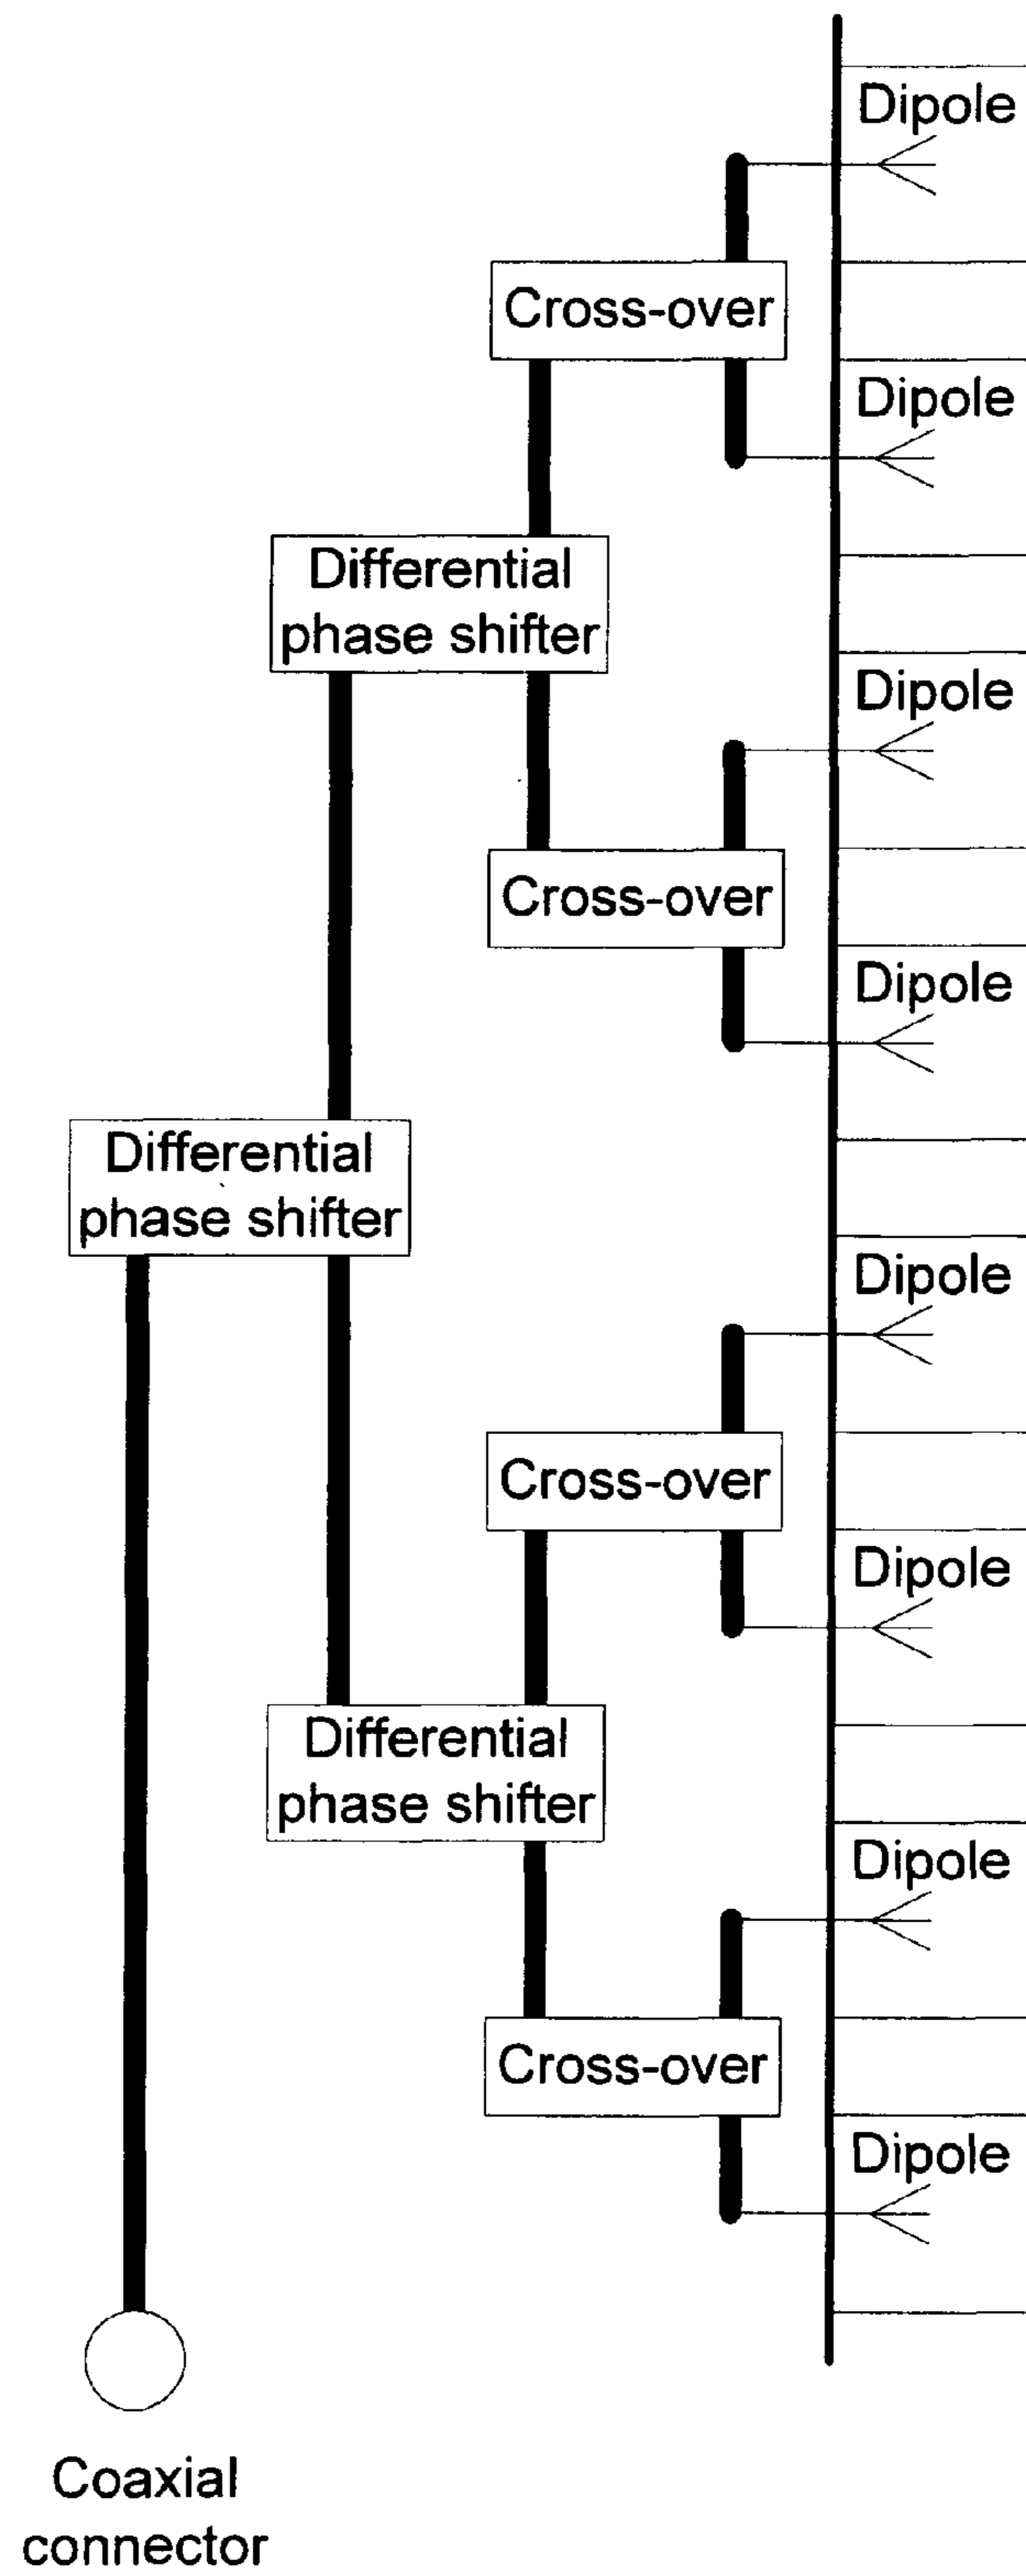 Dipole
Cross-over
Dipole
Differential
phase shifter
Dipole
Cross-over
Dipole
Differential
phase shifter
Dipole
Cross-over
Dipole
Differential
phase shifter
Dipole
Cross-over
Dipole
Coaxial
connector